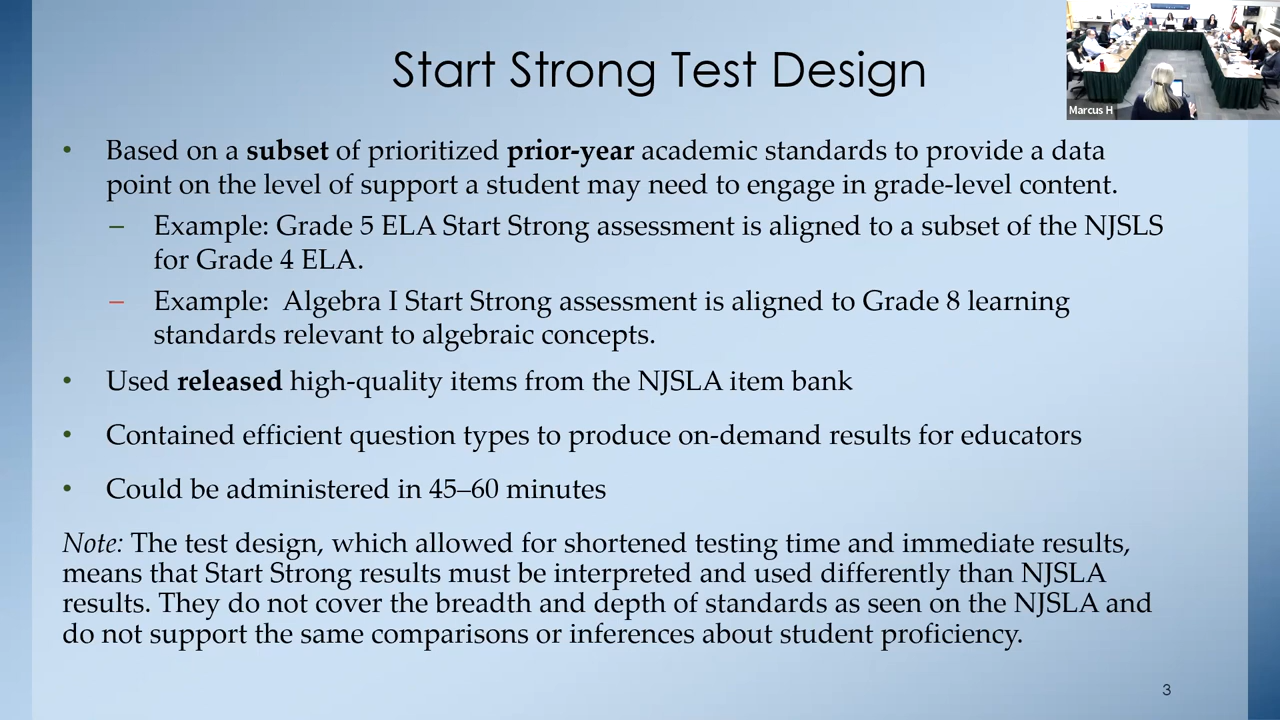 Start Strong Test Design
Marcus H
• Based on a subset of prioritized prior-year academic standards to provide a data
point on the level of support a student may need to engage in grade-level content.
– Example: Grade 5 ELA Start Strong assessment is aligned to a subset of the NJSLS
for Grade 4 ELA.
– Example: Algebra I Start Strong assessment is aligned to Grade 8 learning
standards relevant to algebraic concepts.
• Used released high-quality items from the NJSLA item bank
• Contained efficient question types to produce on-demand results for educators
• Could be administered in 45–60 minutes
Note: The test design, which allowed for shortened testing time and immediate results,
means that Start Strong results must be interpreted and used differently than NJSLA
results. They do not cover the breadth and depth of standards as seen on the NJSLA and
do not support the same comparisons or inferences about student proficiency.
3